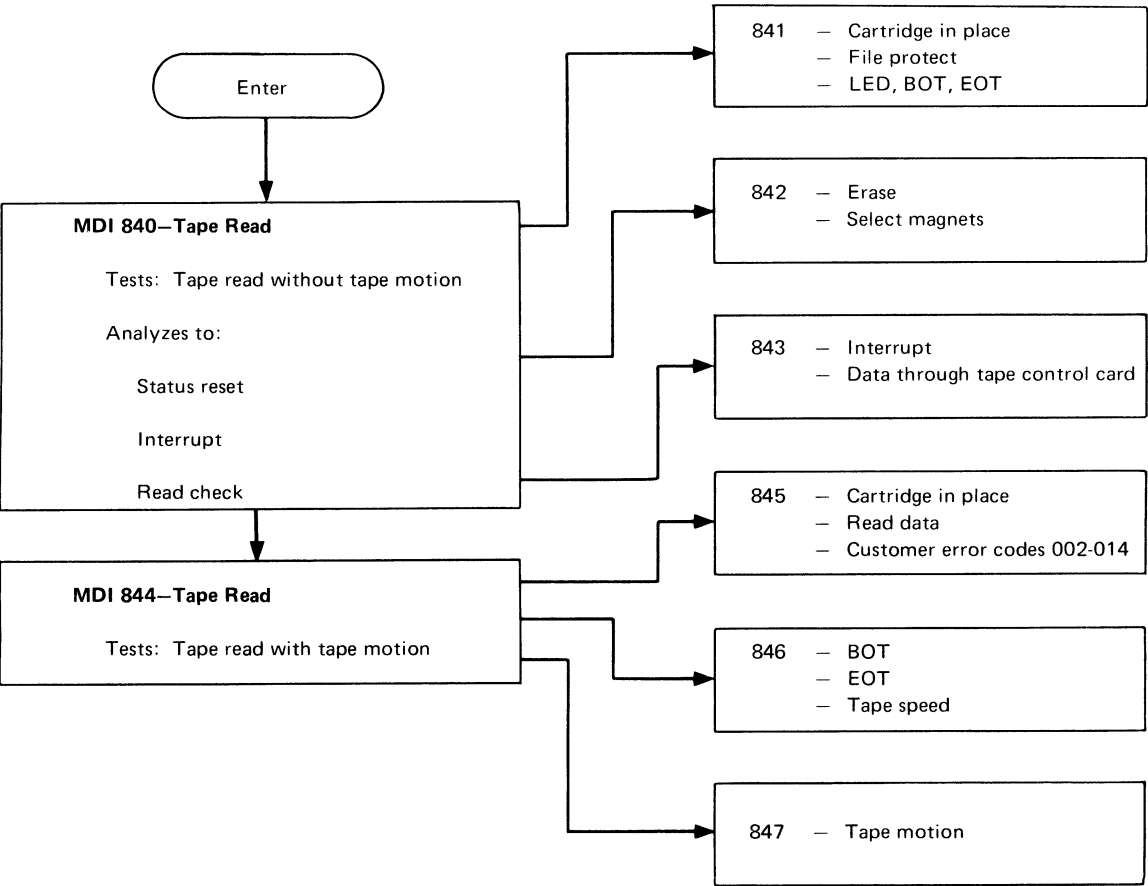 Enter
MDI 840—Tape Read
Tests: Tape read without tape motion
Analyzes to:
Status reset
Interrupt
Read check
MDI 844—Tape Read
Tests: Tape read with tape motion
841 — Cartridge in place
— File protect
— LED, BOT, EOT
842 — Erase
— Select magnets
843 — Interrupt
— Data through tape control card
845 — Cartridge in place
— Read data
— Customer error codes 002-014
846 — BOT
— EOT
— Tape speed
847 — Tape motion